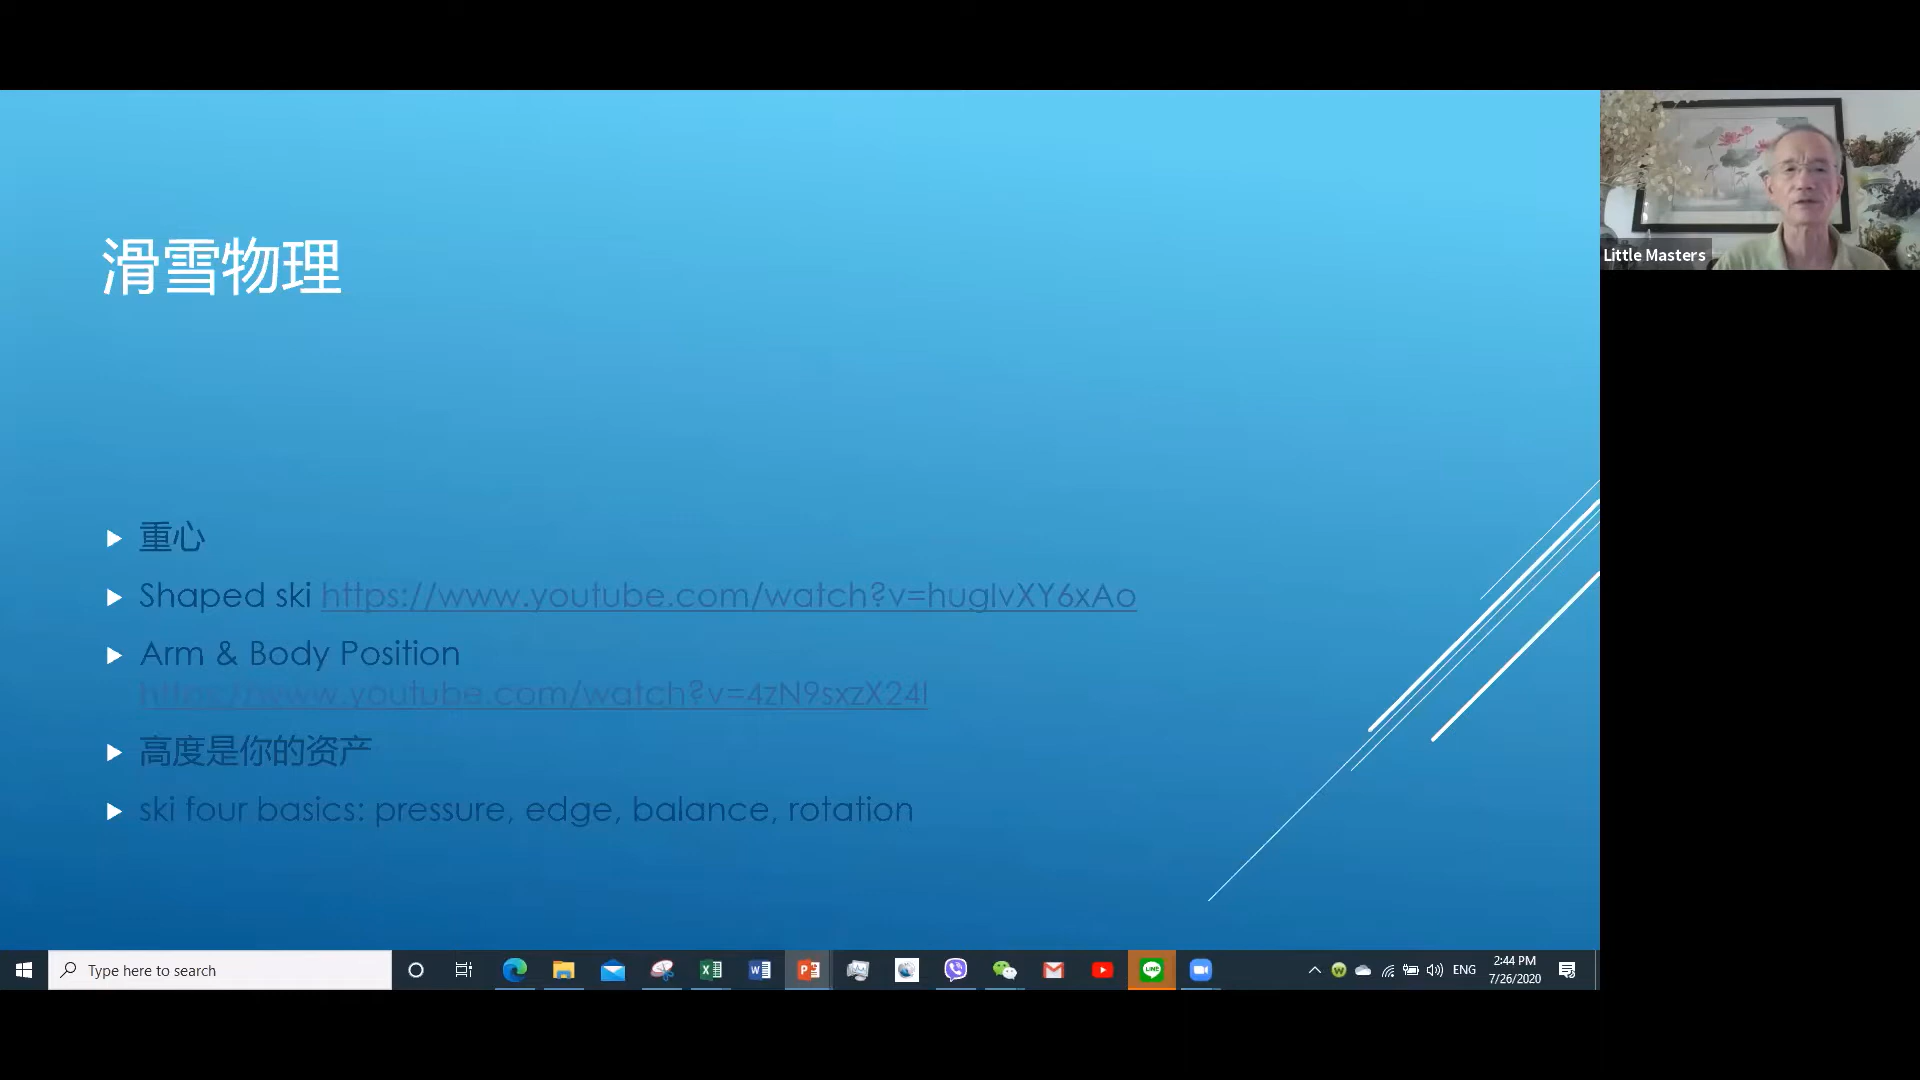 滑雪物理
重心
Shaped ski https://www.youtube.com/watch?v=hugIvXY6xAo
Arm & Body Position
https://www.youtube.com/watch?v=4zN9sxzX24I
高度是你的资产
ski four basics: pressure, edge, balance, rotation
Little Masters
Type here to search
ENG
2:44 PM
7/26/2020
LINE